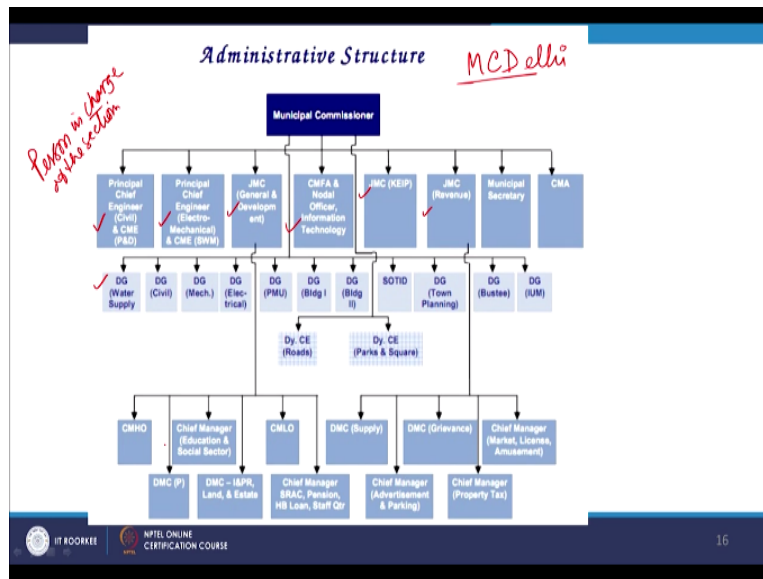 Administrative Structure
MCDelhi
Person in charge
of the section
Municipal Commissioner
Principal
Chief
Engineer
(Civil)
& CME
(P&D)
Principal
Chief
Engineer
(Electro-
Mechanical)
& CME (SWM)
JMC
(General &
Developm
ent)
CMFA &
Nodal
Officer,
Information
Technology
JMC (KEIP)
JMC
(Revenue)
Municipal
Secretary
CMA
DG
(Water
Supply
DG
(Civil)
DG
(Mech.)
DG
(Elec-
trical)
DG
(PMU)
DG
(Bldg I
DG
(Bldg
II)
SOTID
DG
(Town
Planning)
DG
(Bustee)
DG
(IUM)
Dy. CE
(Roads)
Dy. CE
(Parks & Square)
CMHO
Chief Manager
(Education &
Social Sector)
CMLO
DMC (Supply)
DMC (Grievance)
Chief Manager
(Market, License,
Amusement)
DMC (P)
DMC – I&PR,
Land, & Estate
Chief Manager
SRAC, Pension,
HB Loan, Staff Qtr
Chief Manager
(Advertisement
& Parking)
Chief Manager
(Property Tax)
IIT ROORKEE
NPTEL ONLINE
CERTIFICATION COURSE
16